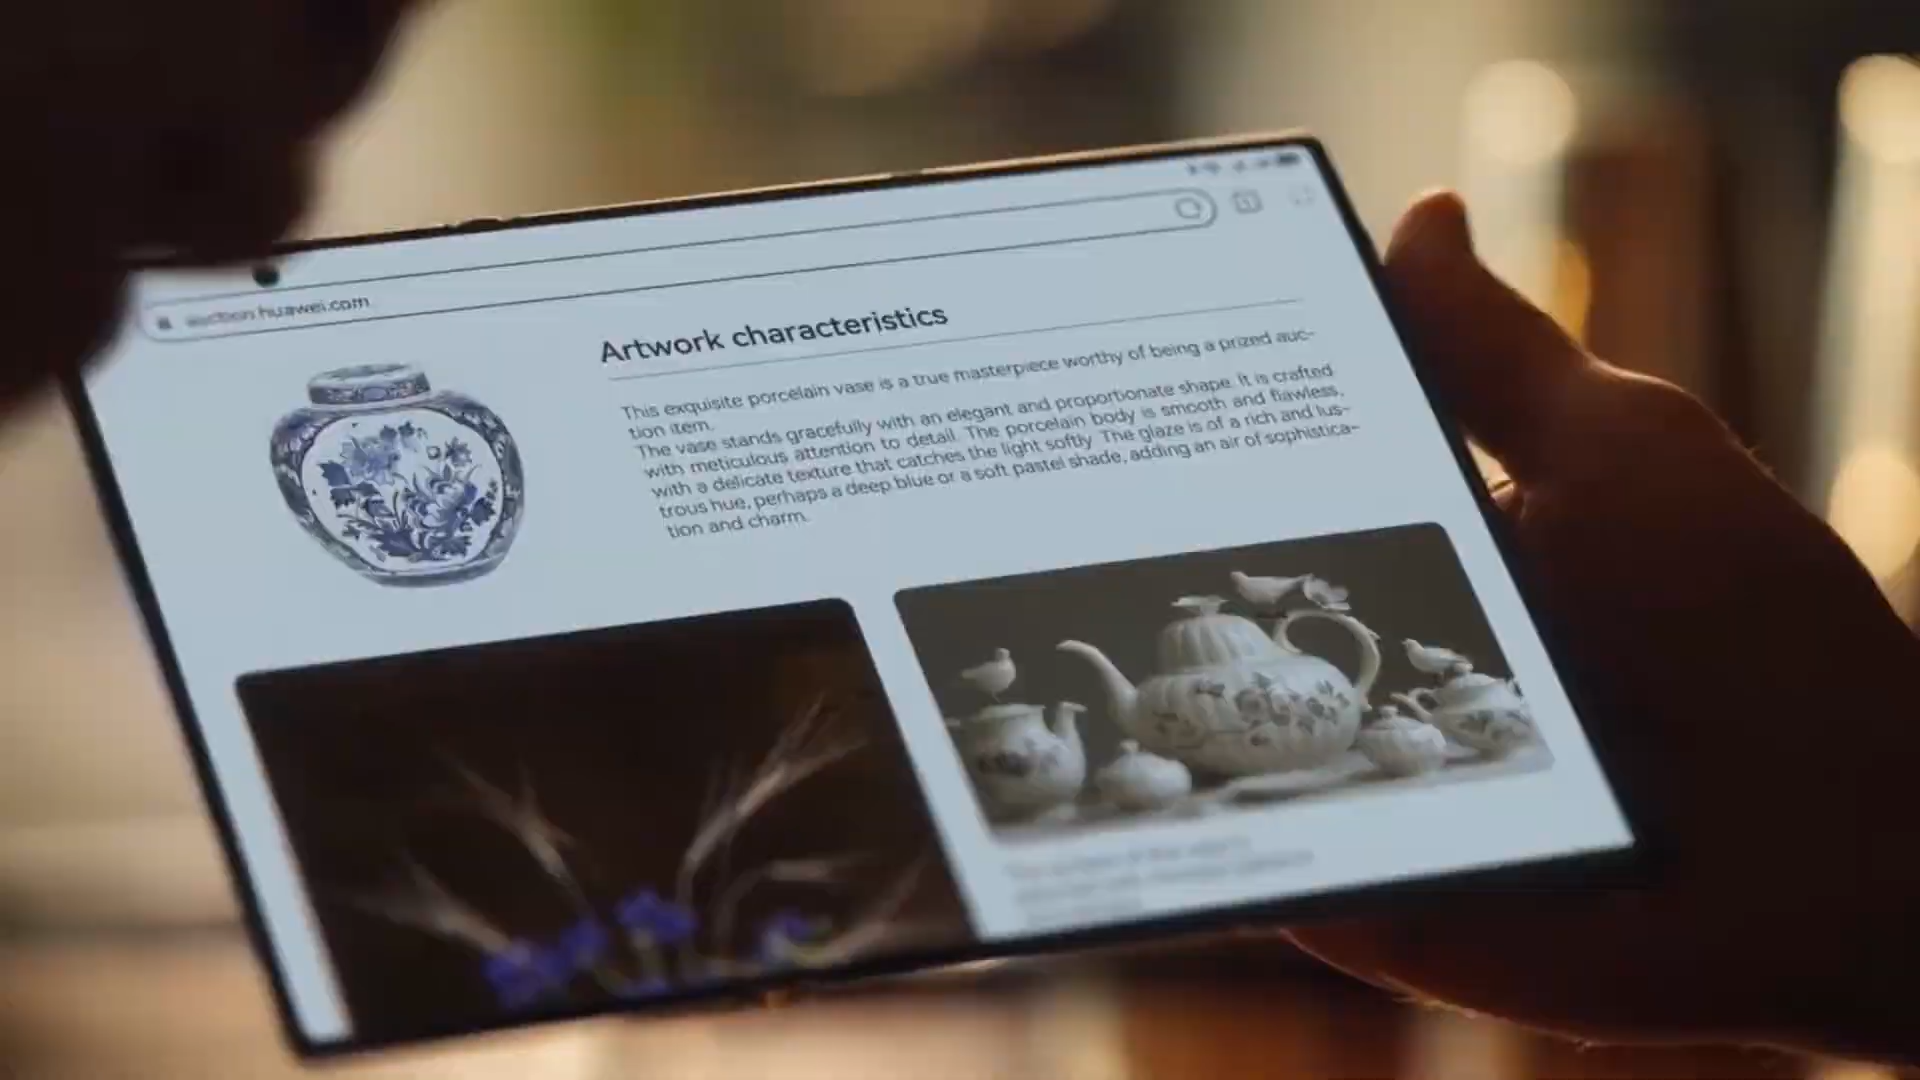 auction.huawei.com
Artwork characteristics
This exquisite porcelain vase is a true masterpiece worthy of being a prized auc-
tion item.
The vase stands gracefully with an elegant and proportionate shape. It is crafted
with meticulous attention to detail. The porcelain body is smooth and flawless,
with a delicate texture that catches the light softly. The glaze is of a rich and lus-
trous hue, perhaps a deep blue or a soft pastel shade, adding an air of sophistica-
tion and charm.